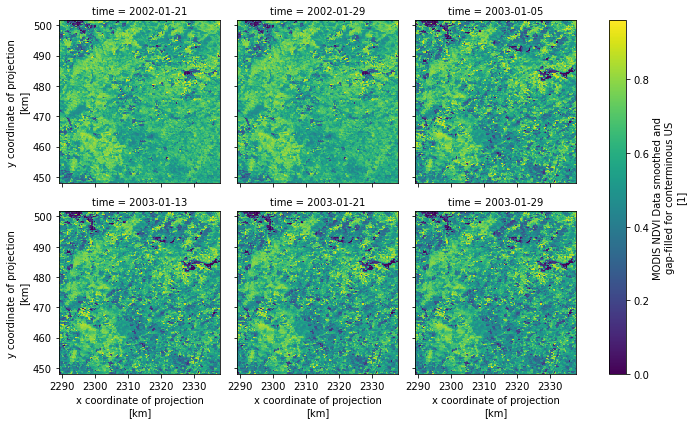 time = 2002-01-21
time = 2002-01-29
time = 2003-01-05
500
490
480
470
460
450
y coordinate of projection
[km]
time = 2003-01-13
time = 2003-01-21
time = 2003-01-29
500
490
480
470
460
450
y coordinate of projection
[km]
2290 2300 2310 2320 2330
2290 2300 2310 2320 2330
2290 2300 2310 2320 2330
x coordinate of projection
[km]
x coordinate of projection
[km]
x coordinate of projection
[km]
0.8
0.6
0.4
0.2
0.0
MODIS NDVI Data smoothed and
gap-filled for conterminous US
[1]